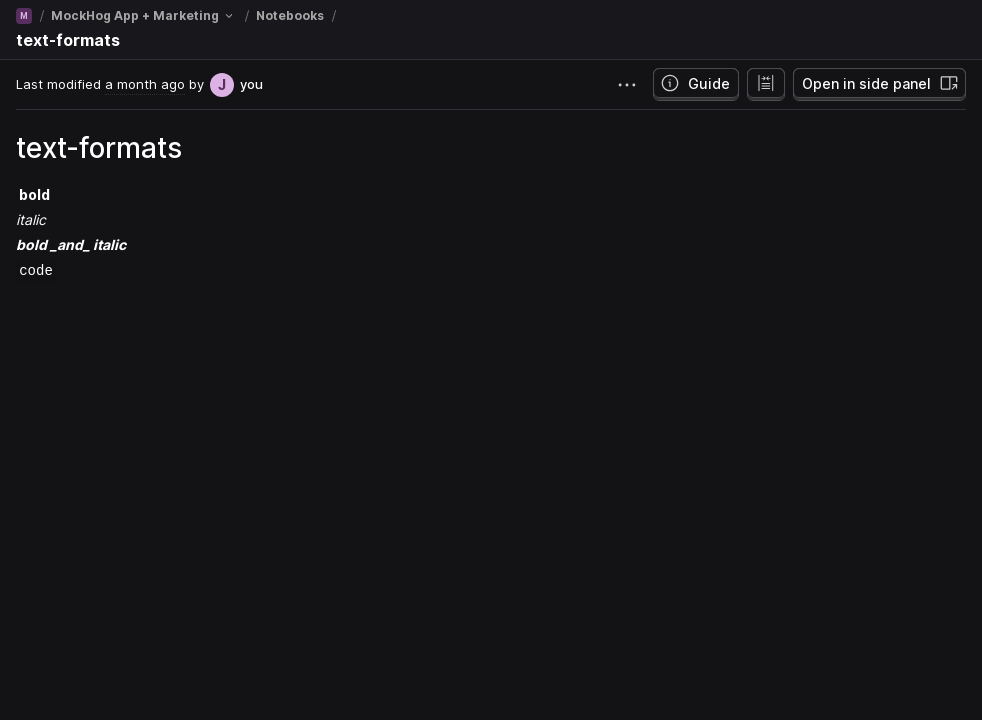 M / MockHog App + Marketing / Notebooks /
text-formats
Last modified a month ago by J you
Guide
Open in side panel
text-formats
bold
italic
bold _and_ italic
code